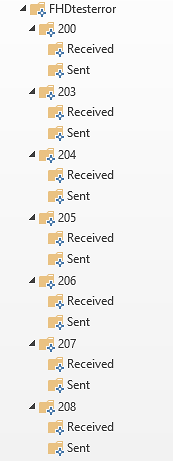 FHDtesterror
200
Received
Sent
203
Received
Sent
204
Received
Sent
205
Received
Sent
206
Received
Sent
207
Received
Sent
208
Received
Sent